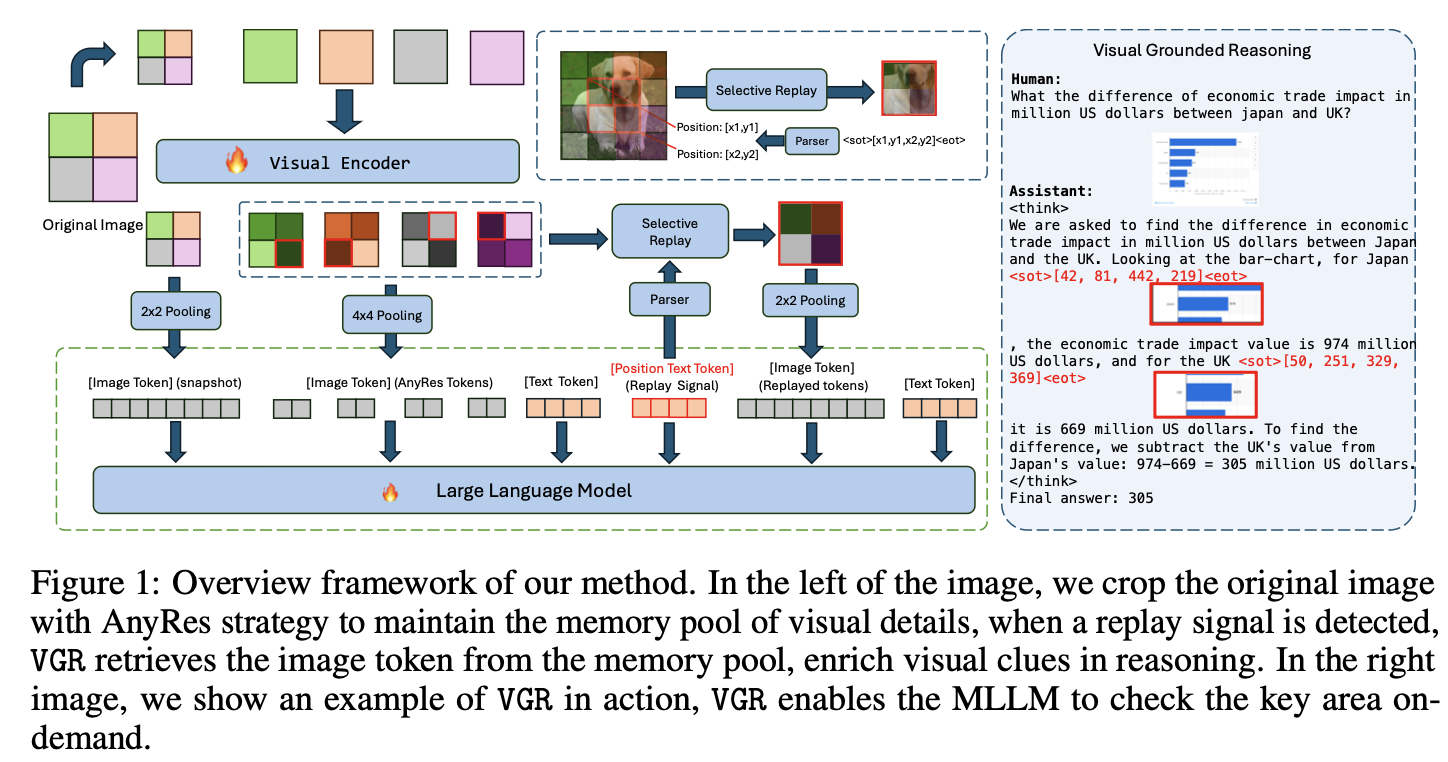 Original Image
Visual Encoder
Selective Replay
Position: [x1,y1]
Position: [x2,y2]
Parser
<sot>[x1,y1,x2,y2]<eot>
Selective
Replay
2x2 Pooling
4x4 Pooling
Parser
2x2 Pooling
[Image Token] (snapshot)
[Image Token] (AnyRes Tokens)
[Text Token]
[Position Text Token]
(Replay Signal)
[Image Token]
(Replayed tokens)
[Text Token]
Large Language Model
Visual Grounded Reasoning
Human:
What the difference of economic trade impact in
million US dollars between japan and UK?
Assistant:
<think>
We are asked to find the difference in economic
trade impact in million US dollars between Japan
and the UK. Looking at the bar-chart, for Japan
<sot>[42, 81, 442, 219]<eot>
, the economic trade impact value is 974 million
US dollars, and for the UK <sot>[50, 251, 329,
369]<eot>
it is 669 million US dollars. To find the
difference, we subtract the UK's value from
Japan's value: 974−669 = 305 million US dollars.
</think>
Final answer: 305
Figure 1: Overview framework of our method. In the left of the image, we crop the original image
with AnyRes strategy to maintain the memory pool of visual details, when a replay signal is detected,
VGR retrieves the image token from the memory pool, enrich visual clues in reasoning. In the right
image, we show an example of VGR in action, VGR enables the MLLM to check the key area on-
demand.